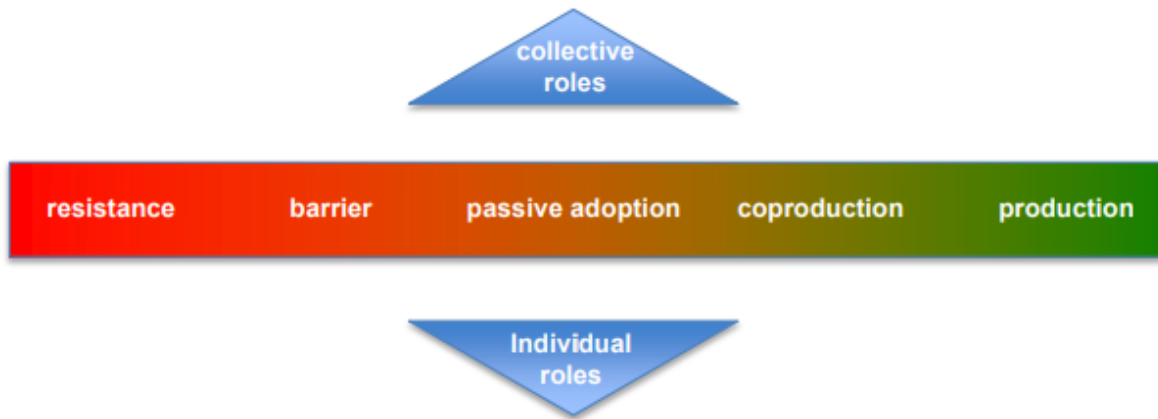 collective
roles
resistance barrier passive adoption coproduction production
Individual
roles